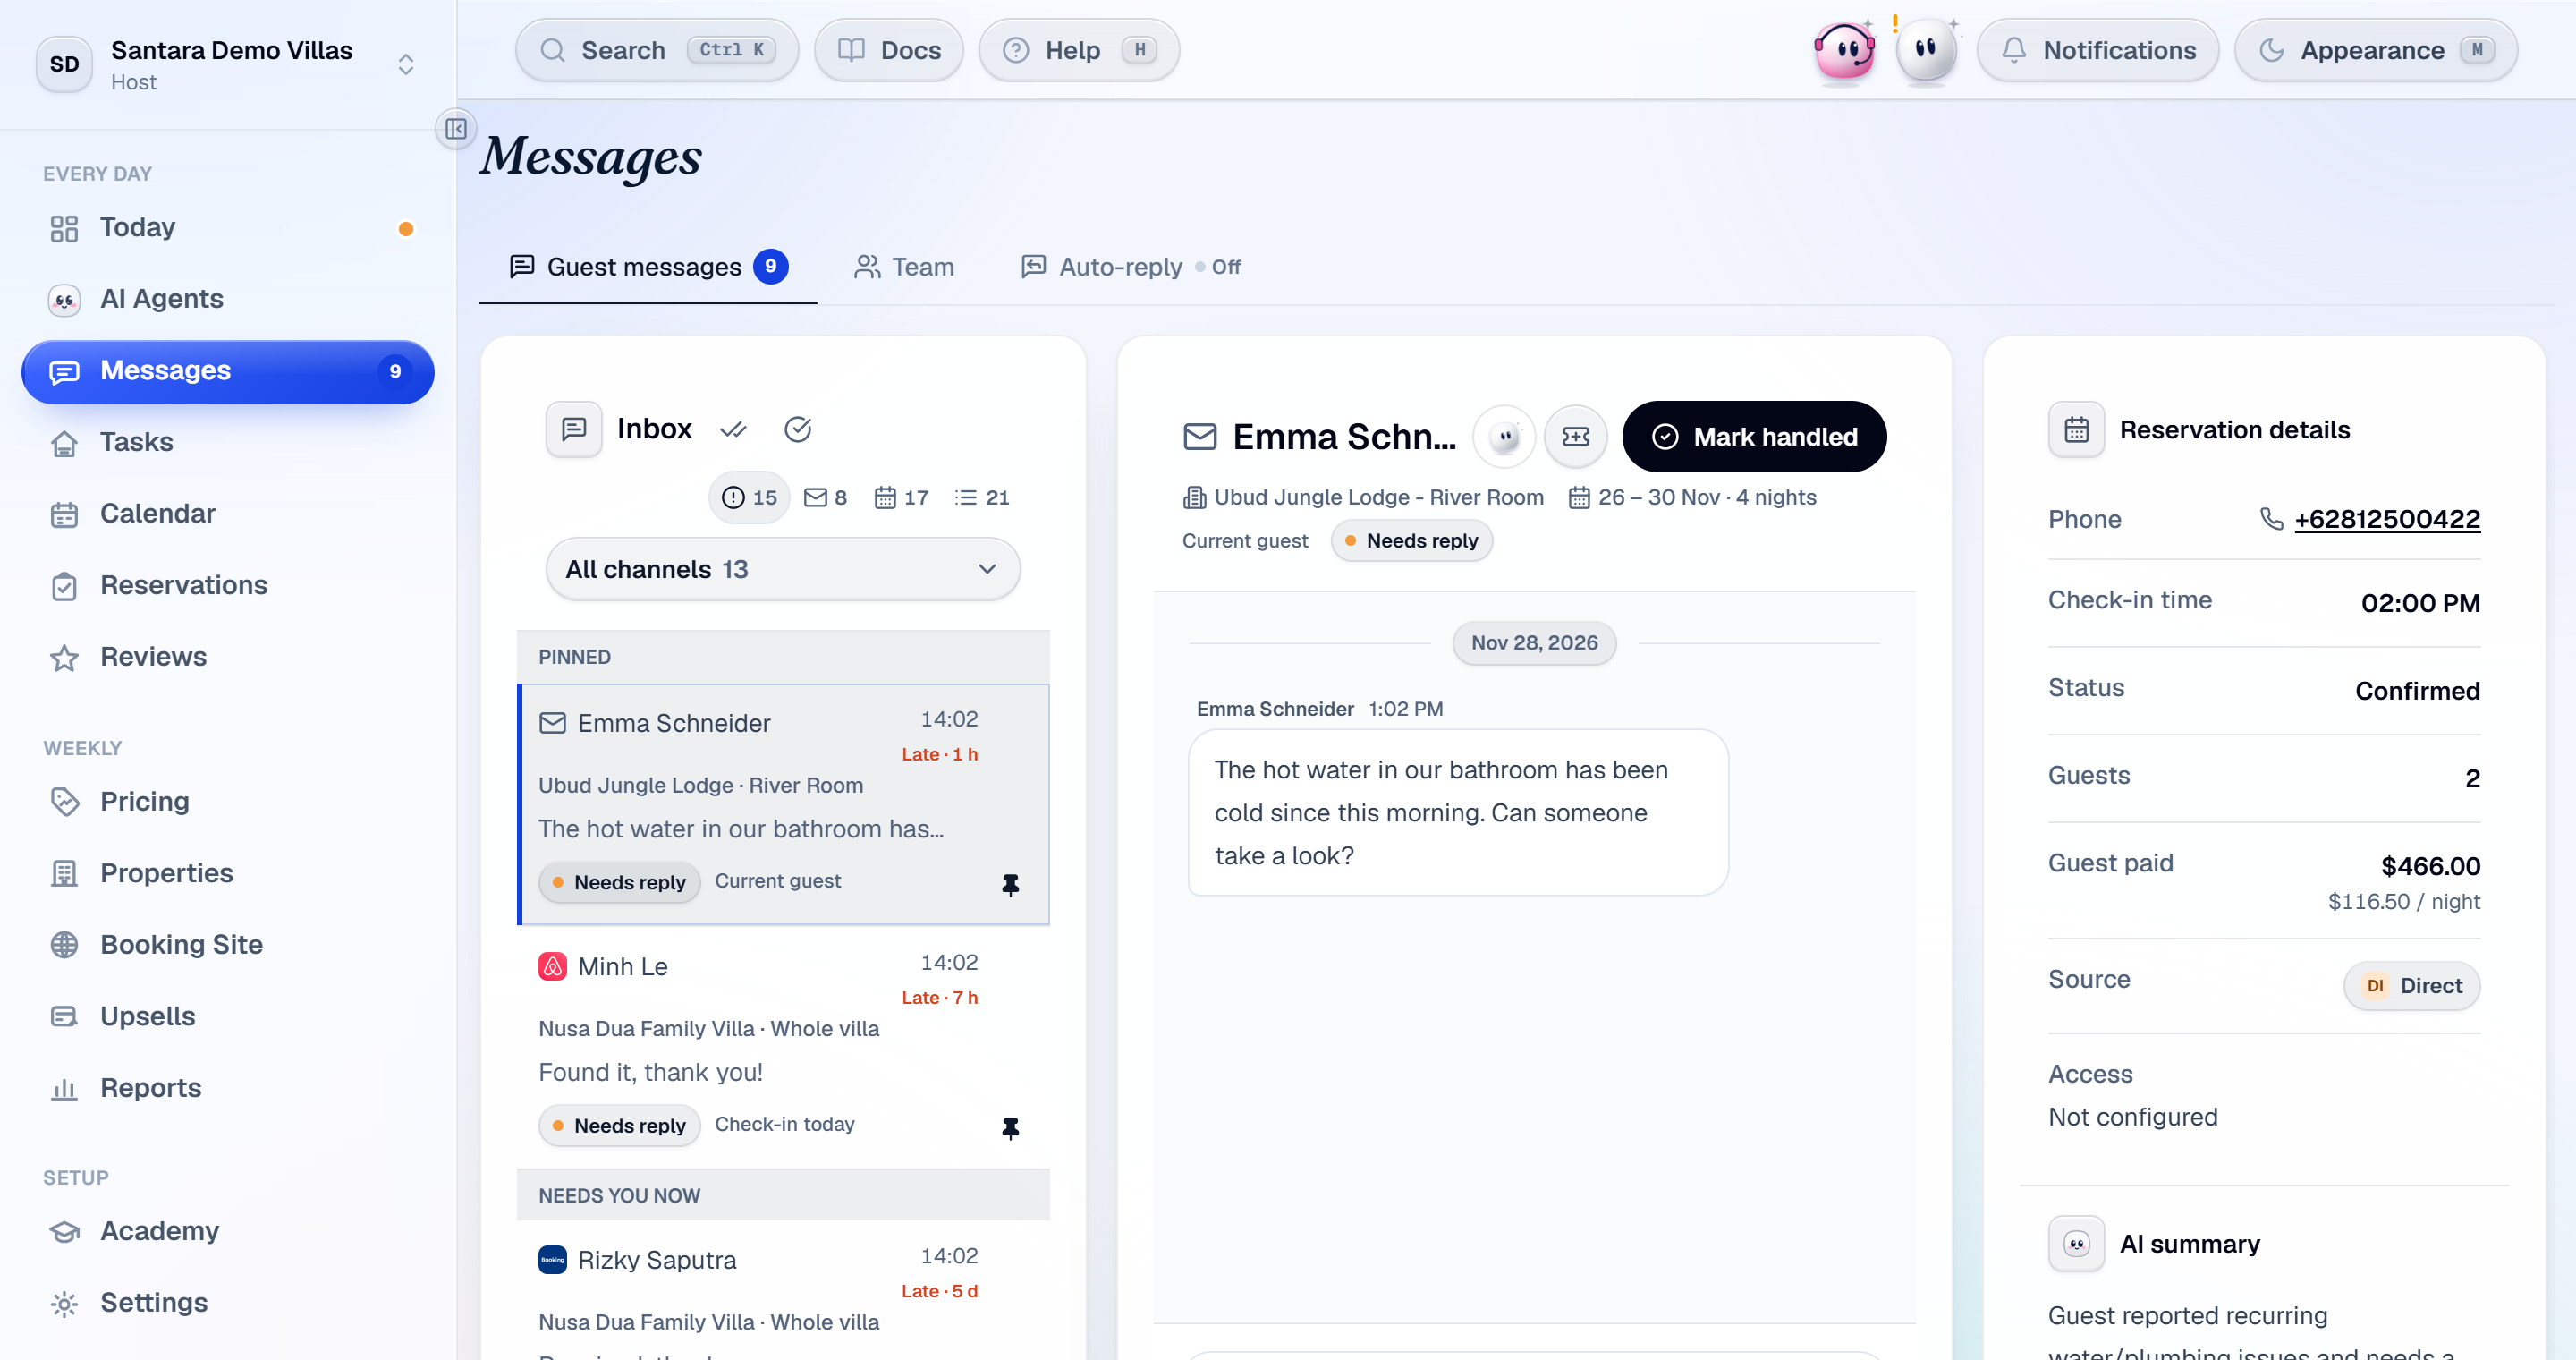 SD
Santara Demo Villas
Host
EVERY DAY
Today
AI Agents
Messages 9
Tasks
Calendar
Reservations
Reviews
WEEKLY
Pricing
Properties
Booking Site
Upsells
Reports
SETUP
Academy
Settings
Search Ctrl K
Docs
Help H
Notifications
Appearance M
Messages
Guest messages 9
Team
Auto-reply Off
Inbox
15 8 17 21
All channels 13
PINNED
Emma Schneider 14:02
Late · 1 h
Ubud Jungle Lodge · River Room
The hot water in our bathroom has...
Needs reply Current guest
Minh Le 14:02
Late · 7 h
Nusa Dua Family Villa · Whole villa
Found it, thank you!
Needs reply Check-in today
NEEDS YOU NOW
Booking
Rizky Saputra 14:02
Late · 5 d
Nusa Dua Family Villa · Whole villa
Emma Schn...
Mark handled
Ubud Jungle Lodge - River Room 26 – 30 Nov · 4 nights
Current guest Needs reply
Nov 28, 2026
Emma Schneider 1:02 PM
The hot water in our bathroom has been
cold since this morning. Can someone
take a look?
Reservation details
Phone +62812500422
Check-in time 02:00 PM
Status Confirmed
Guests 2
Guest paid $466.00
$116.50 / night
Source DI Direct
Access
Not configured
AI summary
Guest reported recurring
water/plumbing issues and needs a